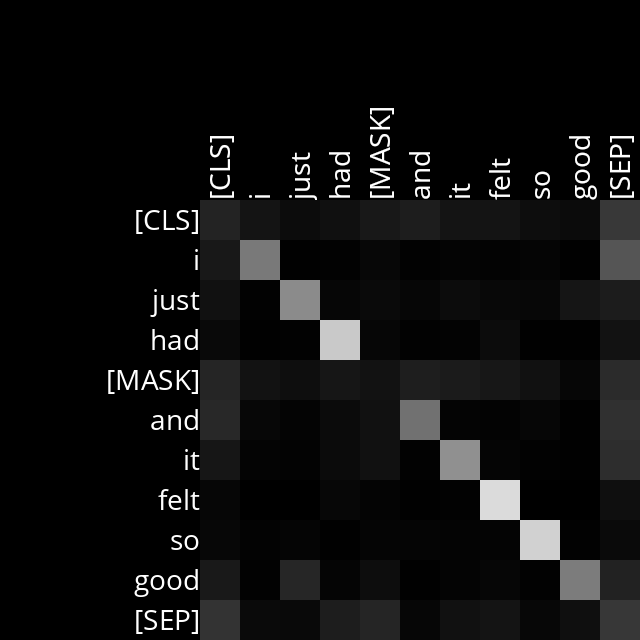 [CLS] i just had [MASK] and it felt so good [SEP]
[CLS]
i
just
had
[MASK]
and
it
felt
so
good
[SEP]